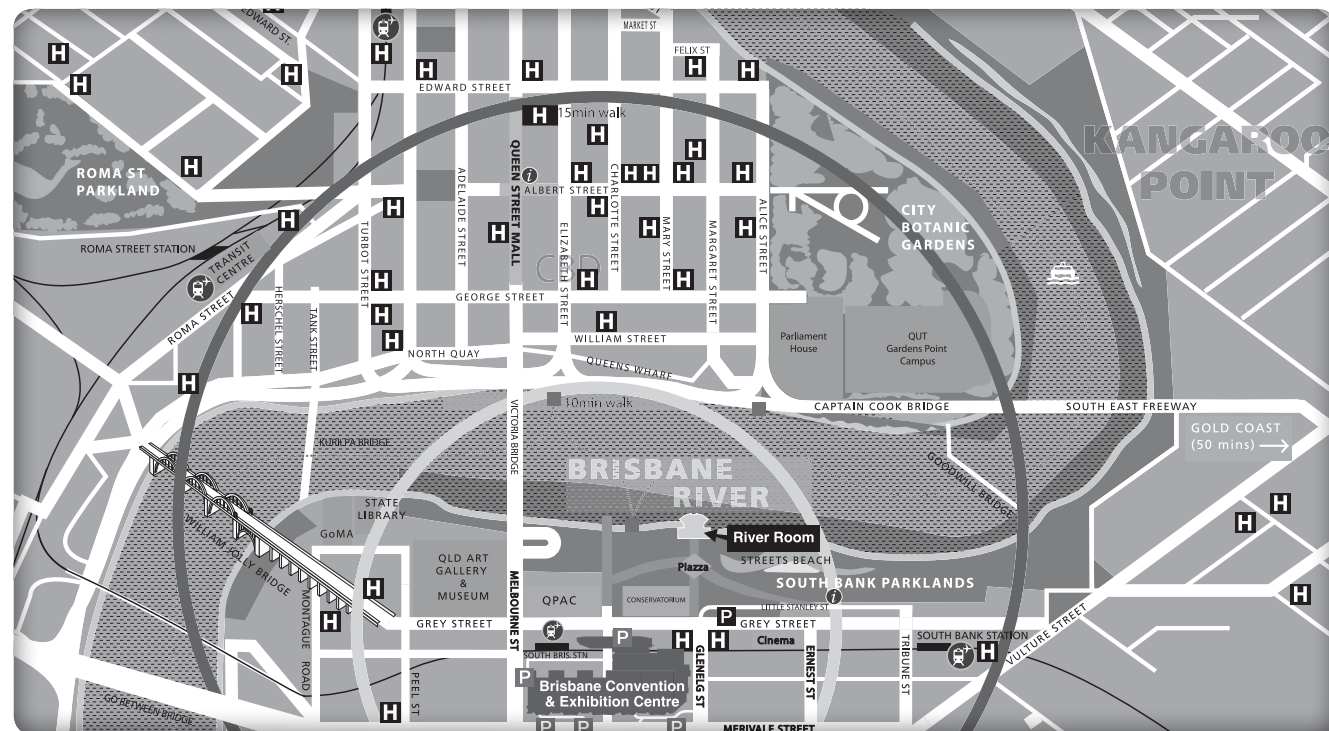 MARKET ST
EDWARD ST.
FELIX ST
H
H
H
H
H
H
H
H
EDWARD STREET
H
15min walk
H
KANGAROO
POINT
H
ROMA ST
PARKLAND
QUEEN STREET MALL
ADELAIDE STREET
i
H
H
H
H
H
H
ALBERT STREET
CHARLOTTE STREET
ALICE STREET
CITY
BOTANIC
GARDENS
H
H
H
H
H
H
ROMA STREET STATION
TRANSIT
CENTRE
TURBOT STREET
ELIZABETH STREET
MARY STREET
MARGARET STREET
CBD
H
H
H
GEORGE STREET
ROMA STREET
HERSCHEL STREET
TANK STREET
H
H
H
H
WILLIAM STREET
Parliament
House
QUT
Gardens Point
Campus
NORTH QUAY
QUEENS WHARF
H
10min walk
VICTORIA BRIDGE
CAPTAIN COOK BRIDGE
SOUTH EAST FREEWAY
GOLD COAST
(50 mins) →
KURILPA BRIDGE
BRISBANE
RIVER
GOODWILL BRIDGE
STATE
LIBRARY
GoMA
WILLIAM JOLLY BRIDGE
River Room
H
H
STREETS BEACH
Plazza
QLD ART
GALLERY
&
MUSEUM
MELBOURNE ST
SOUTH BANK PARKLANDS
QPAC
CONSERVATORIUM
i
LITTLE STANLEY ST
H
H
H
MONTAGUE ROAD
GREY STREET
P
GREY STREET
P
H
H
Cinema
SOUTH BANK STATION
H
VULTURE STREET
SOUTH BRIS. STN
GLENELG ST
ERNEST ST
TRIBUNE ST
PEEL ST
P
Brisbane Convention
& Exhibition Centre
H
GO BETWEEN BRIDGE
P
P
P
MERIVALE STREET